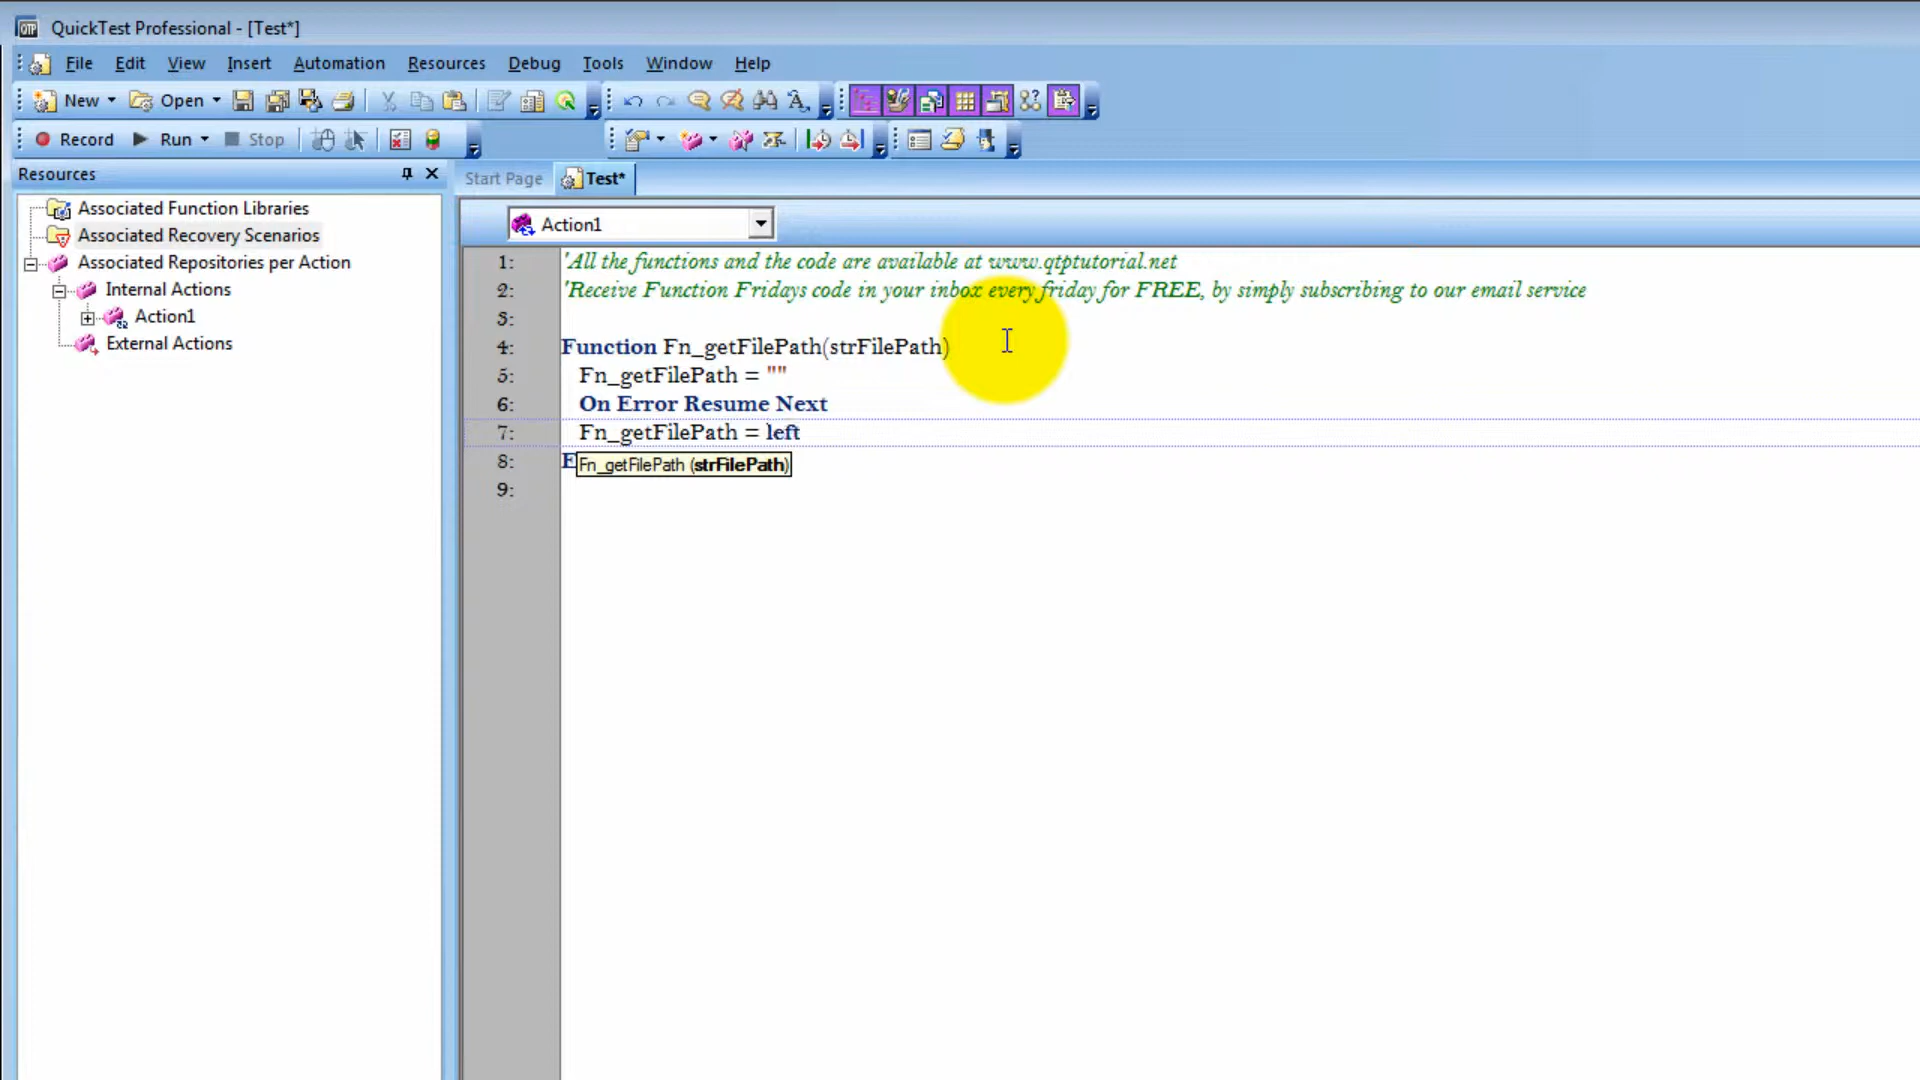 QTP QuickTest Professional - [Test*]
File Edit View Insert Automation Resources Debug Tools Window Help
New Open
Record Run Stop
Resources
Start Page Test*
Associated Function Libraries
Associated Recovery Scenarios
Associated Repositories per Action
Internal Actions
Action1
External Actions
Action1
1: 'All the functions and the code are available at www.qtptutorial.net
2: 'Receive Function Fridays code in your inbox every friday for FREE, by simply subscribing to our email service
3:
4: Function Fn_getFilePath(strFilePath)
5: Fn_getFilePath = ""
6: On Error Resume Next
7: Fn_getFilePath = left
8: E Fn_getFilePath (strFilePath)
9: